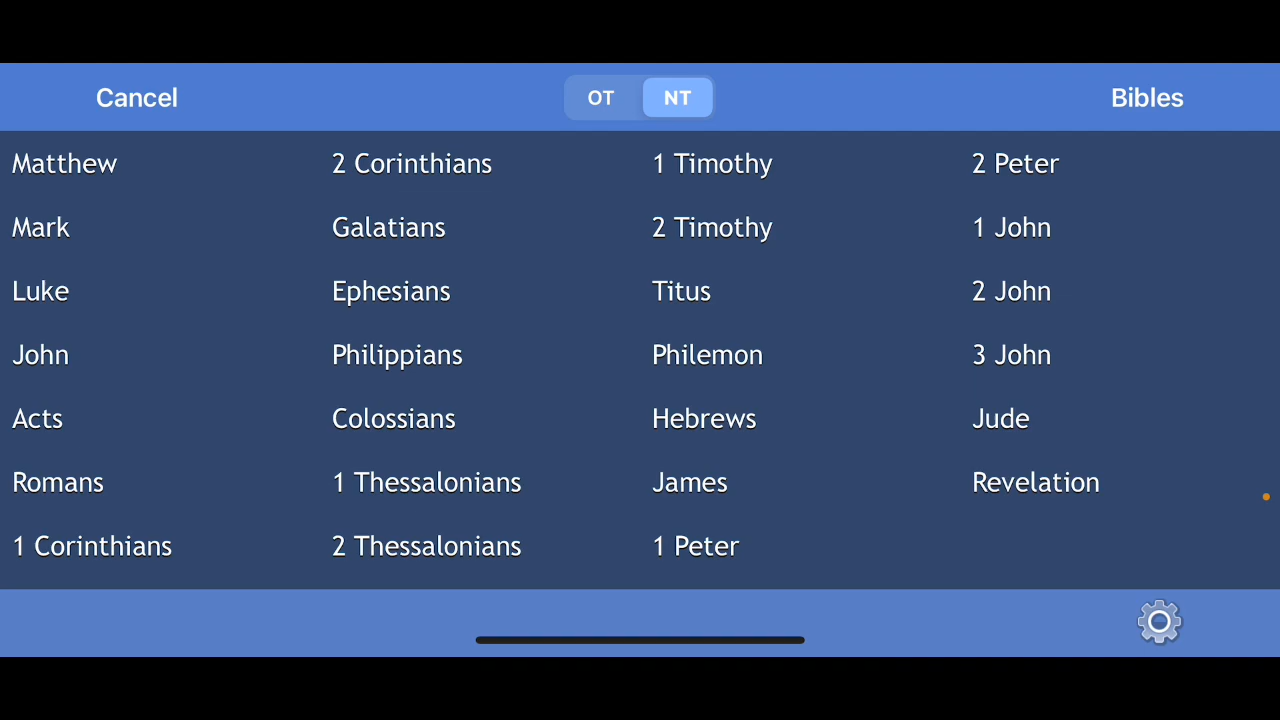 Cancel
OT NT
Bibles
Matthew
Mark
Luke
John
Acts
Romans
1 Corinthians
2 Corinthians
Galatians
Ephesians
Philippians
Colossians
1 Thessalonians
2 Thessalonians
1 Timothy
2 Timothy
Titus
Philemon
Hebrews
James
1 Peter
2 Peter
1 John
2 John
3 John
Jude
Revelation